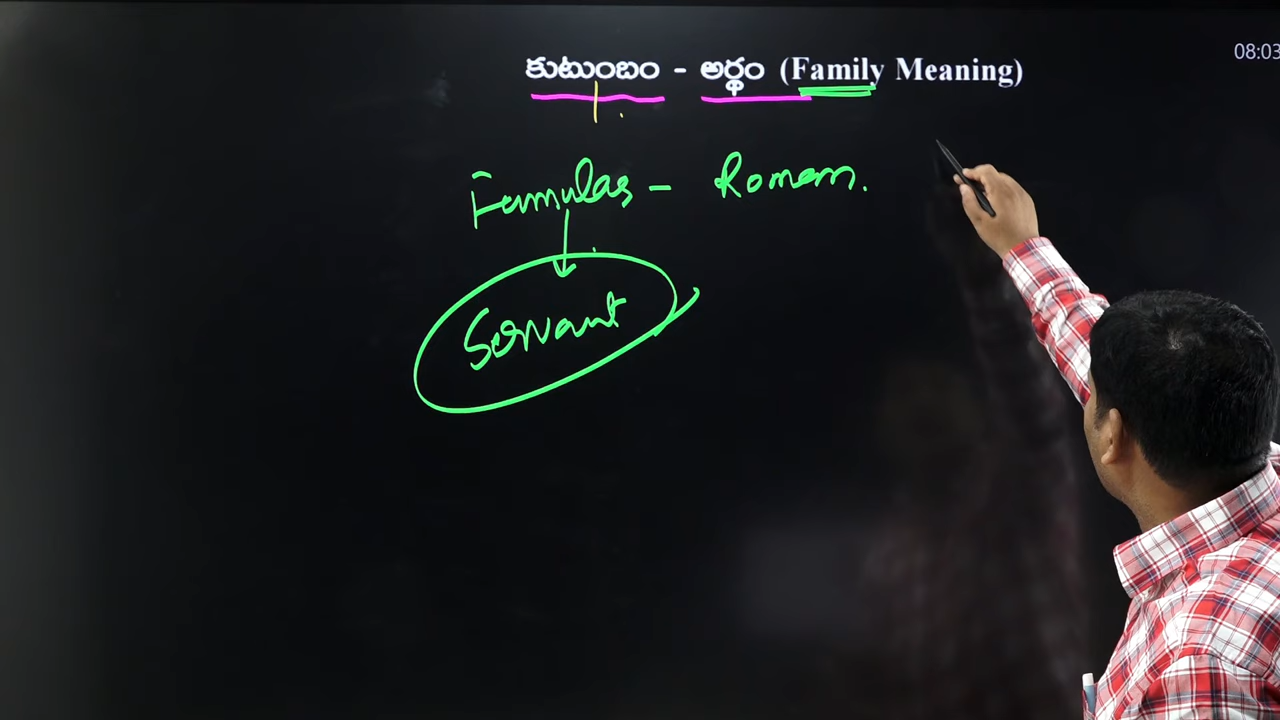 08:03
కుటుంబం - అర్థం (Family Meaning)
Famulas - Roman.
Servant